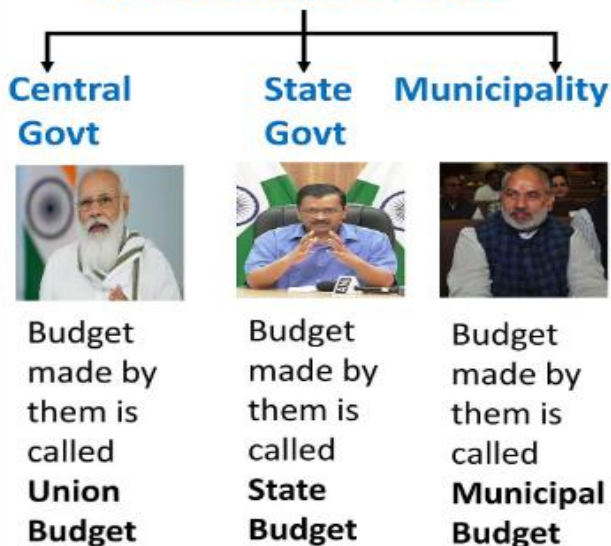 Central
Govt
State
Govt
Municipality
Budget
made by
them is
called
Union
Budget
Budget
made by
them is
called
State
Budget
Budget
made by
them is
called
Municipal
Budget